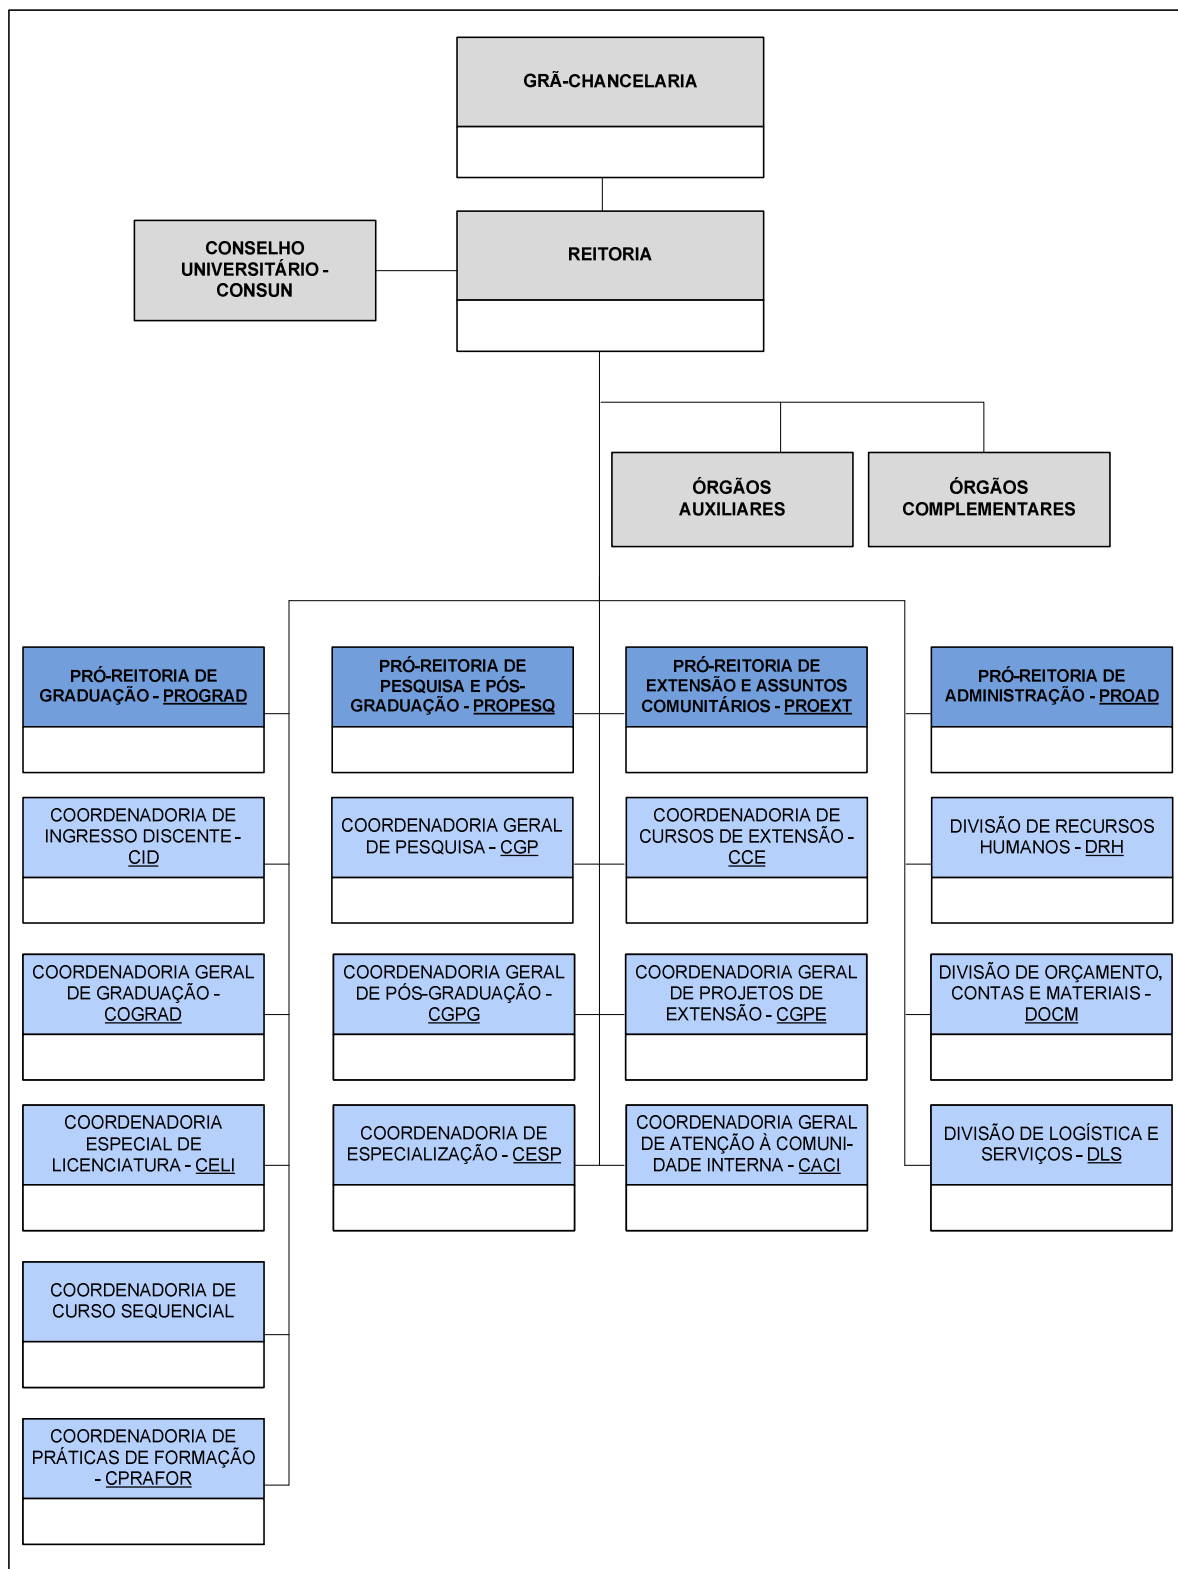 GRÃ-CHANCELARIA
REITORIA
CONSELHO
UNIVERSITÁRIO -
CONSUN
ÓRGÃOS
AUXILIARES
ÓRGÃOS
COMPLEMENTARES
PRÓ-REITORIA DE
GRADUAÇÃO - PROGRAD
COORDENADORIA DE
INGRESSO DISCENTE -
CID
COORDENADORIA GERAL
DE GRADUAÇÃO -
COGRAD
COORDENADORIA
ESPECIAL DE
LICENCIATURA - CELI
COORDENADORIA DE
CURSO SEQUENCIAL
COORDENADORIA DE
PRÁTICAS DE FORMAÇÃO
- CPRAFOR
PRÓ-REITORIA DE
PESQUISA E PÓS-
GRADUAÇÃO - PROPESQ
COORDENADORIA GERAL
DE PESQUISA - CGP
COORDENADORIA GERAL
DE PÓS-GRADUAÇÃO -
CGPG
COORDENADORIA DE
ESPECIALIZAÇÃO - CESP
PRÓ-REITORIA DE
EXTENSÃO E ASSUNTOS
COMUNITÁRIOS - PROEXT
COORDENADORIA DE
CURSOS DE EXTENSÃO -
CCE
COORDENADORIA GERAL
DE PROJETOS DE
EXTENSÃO - CGPE
COORDENADORIA GERAL
DE ATENÇÃO À COMUNI-
DADE INTERNA - CACI
PRÓ-REITORIA DE
ADMINISTRAÇÃO - PROAD
DIVISÃO DE RECURSOS
HUMANOS - DRH
DIVISÃO DE ORÇAMENTO,
CONTAS E MATERIAIS -
DOCM
DIVISÃO DE LOGÍSTICA E
SERVIÇOS - DLS